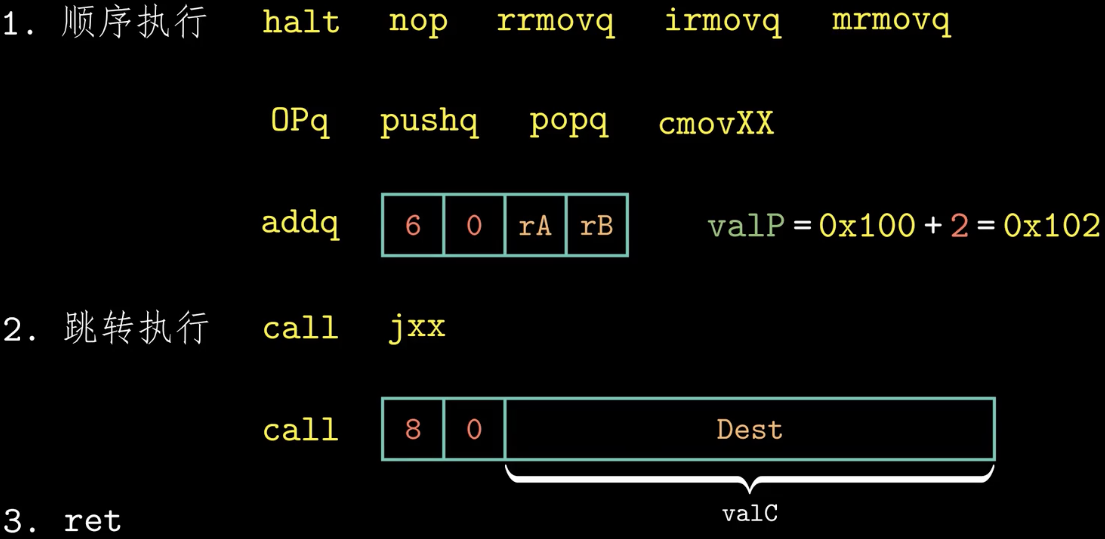 1. 顺序执行 halt nop rrmovq irmovq mrmovq
OPq pushq popq cmovXX
addq 6 0 rA rB valP = 0x100 + 2 = 0x102
2. 跳转执行 call jxx
call 8 0 Dest
valC
3. ret